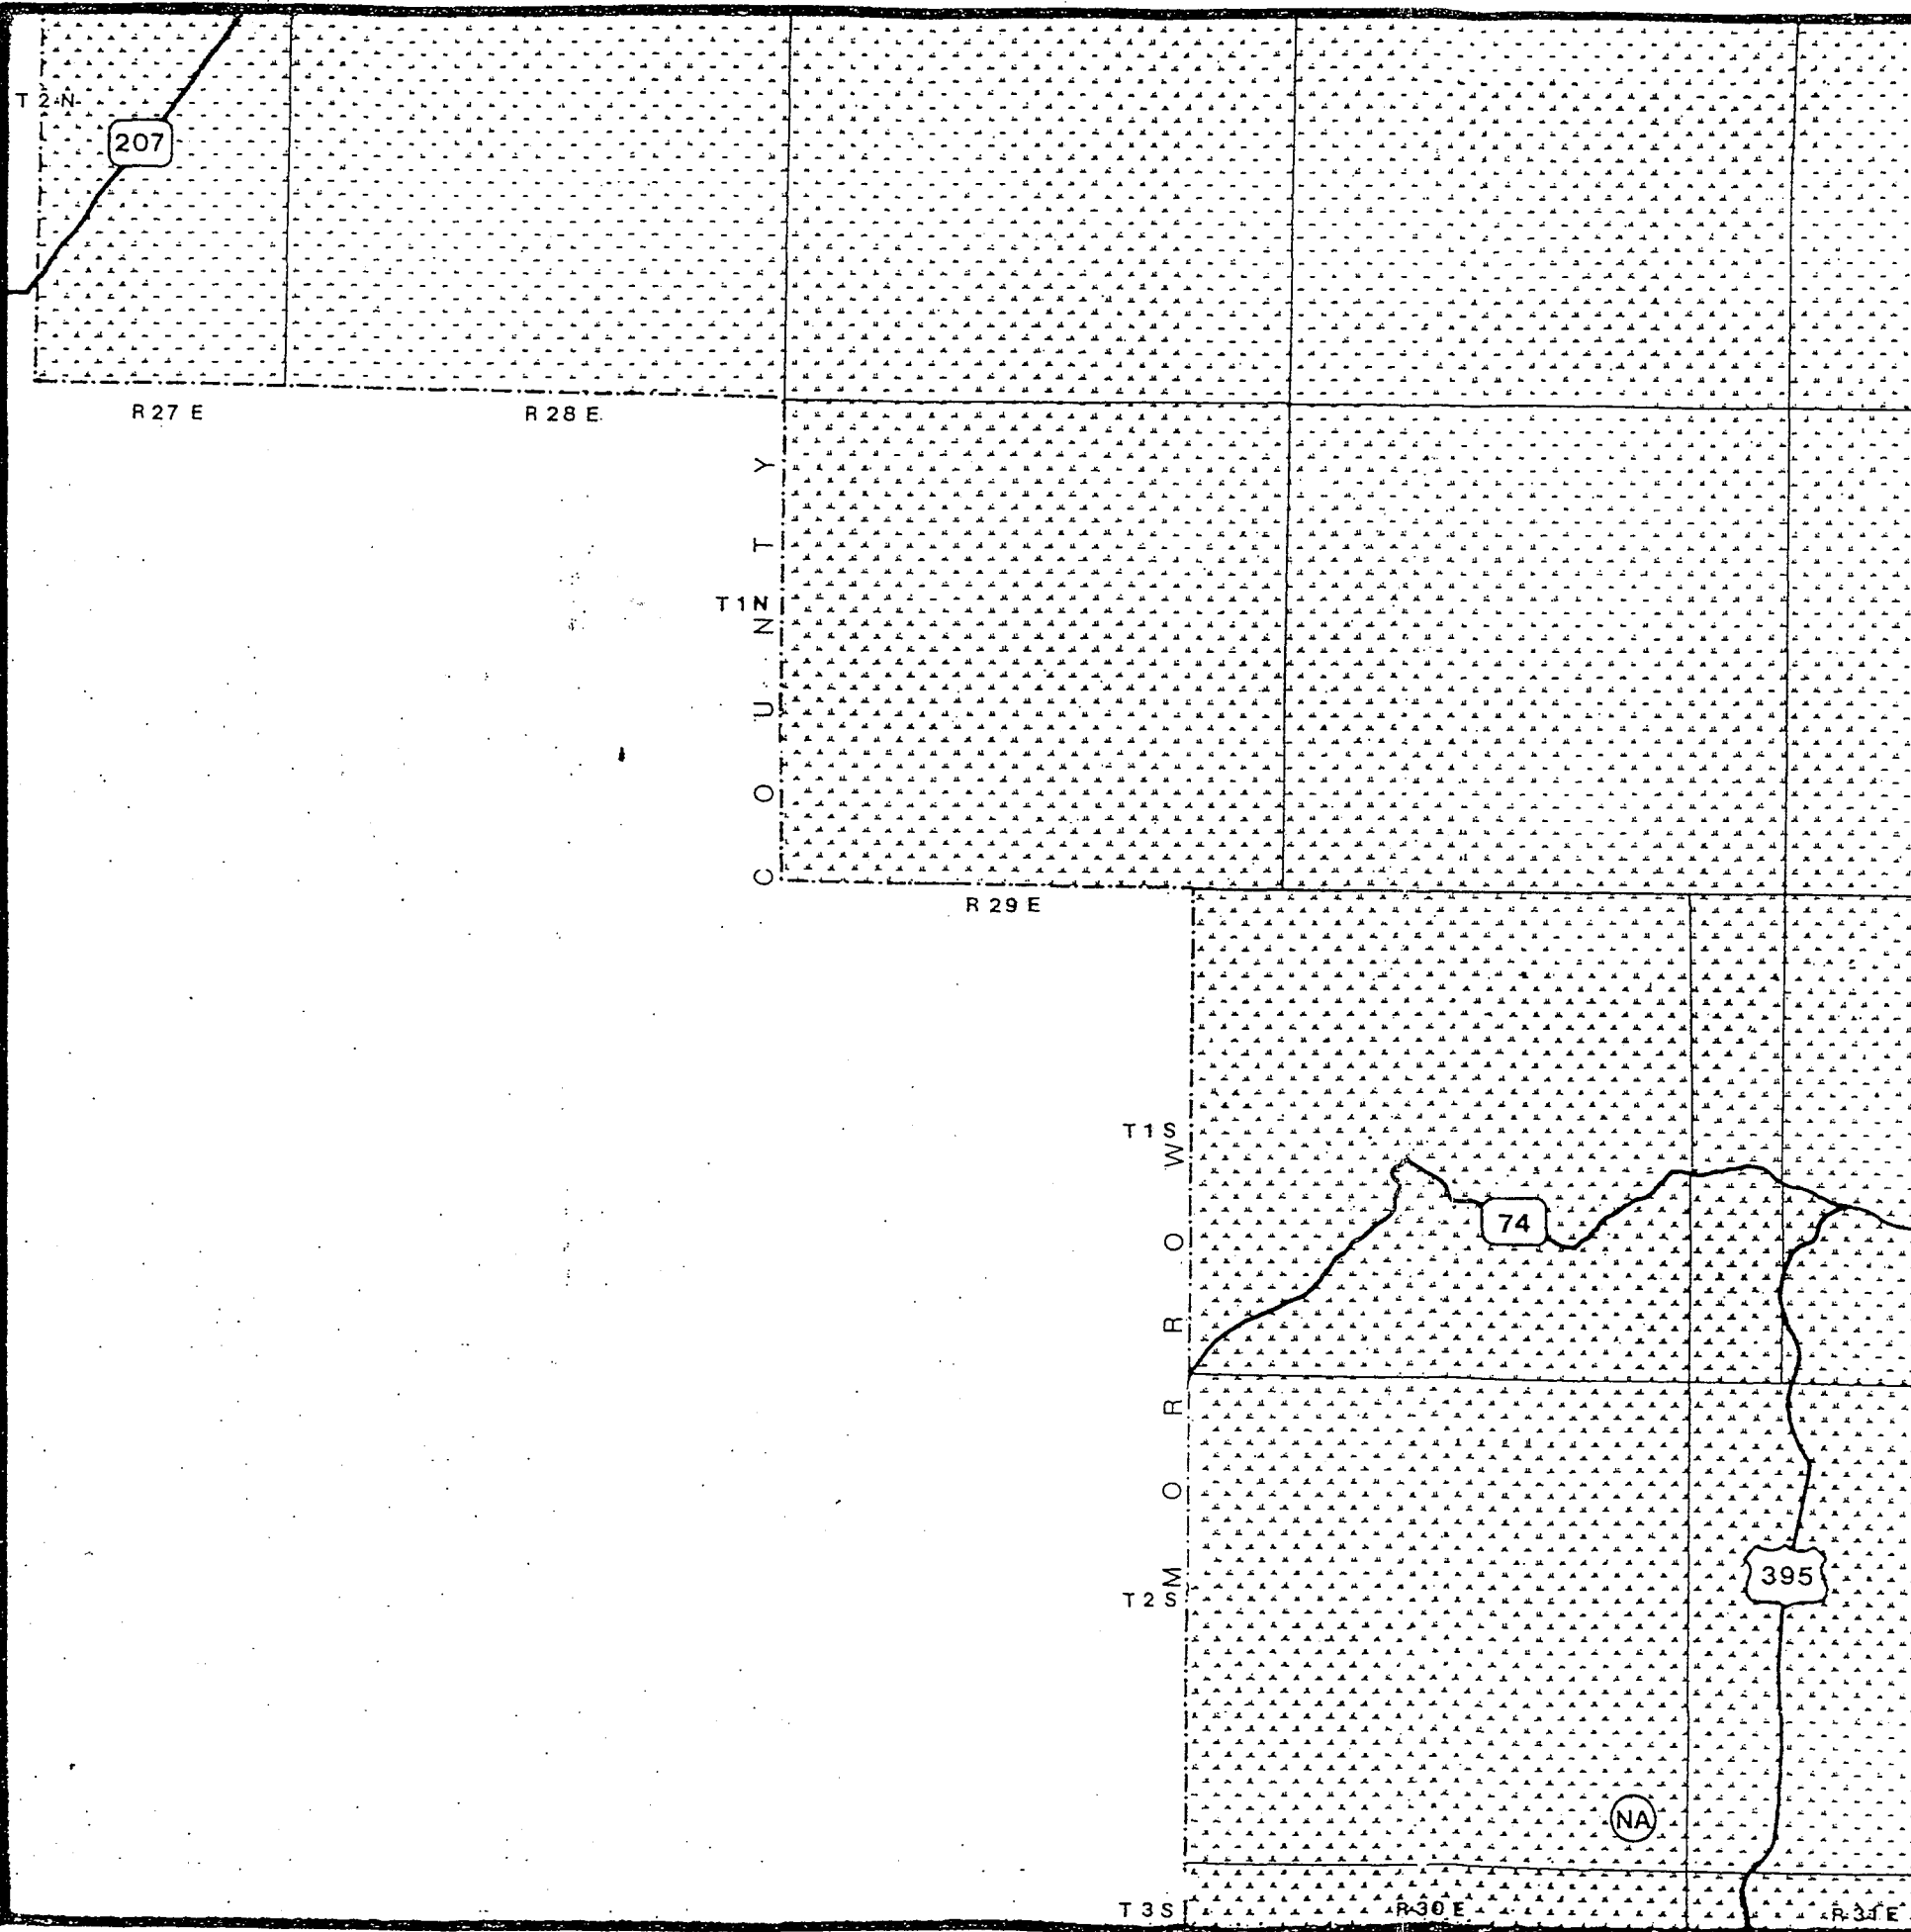 T 2 N
207
R 27 E
R 28 E
T 1 N
COUNTY
R 29 E
T 1 S
MORROW
74
395
T 2 S
NA
T 3 S
R 30 E
R 31 E